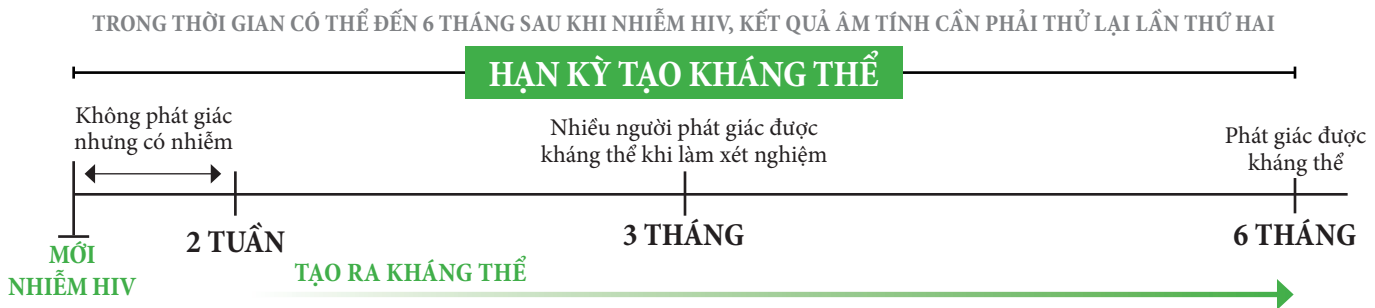 TRONG THỜI GIAN CÓ THỂ ĐẾN 6 THÁNG SAU KHI NHIỄM HIV, KẾT QUẢ ÂM TÍNH CẦN PHẢI THỬ LẠI LẦN THỨ HAI
HẠN KỲ TẠO KHÁNG THỂ
Không phát giác
nhưng có nhiễm
Nhiều người phát giác được
kháng thể khi làm xét nghiệm
Phát giác được
kháng thể
MỚI
NHIỄM HIV
2 TUẦN
3 THÁNG
6 THÁNG
TẠO RA KHÁNG THỂ